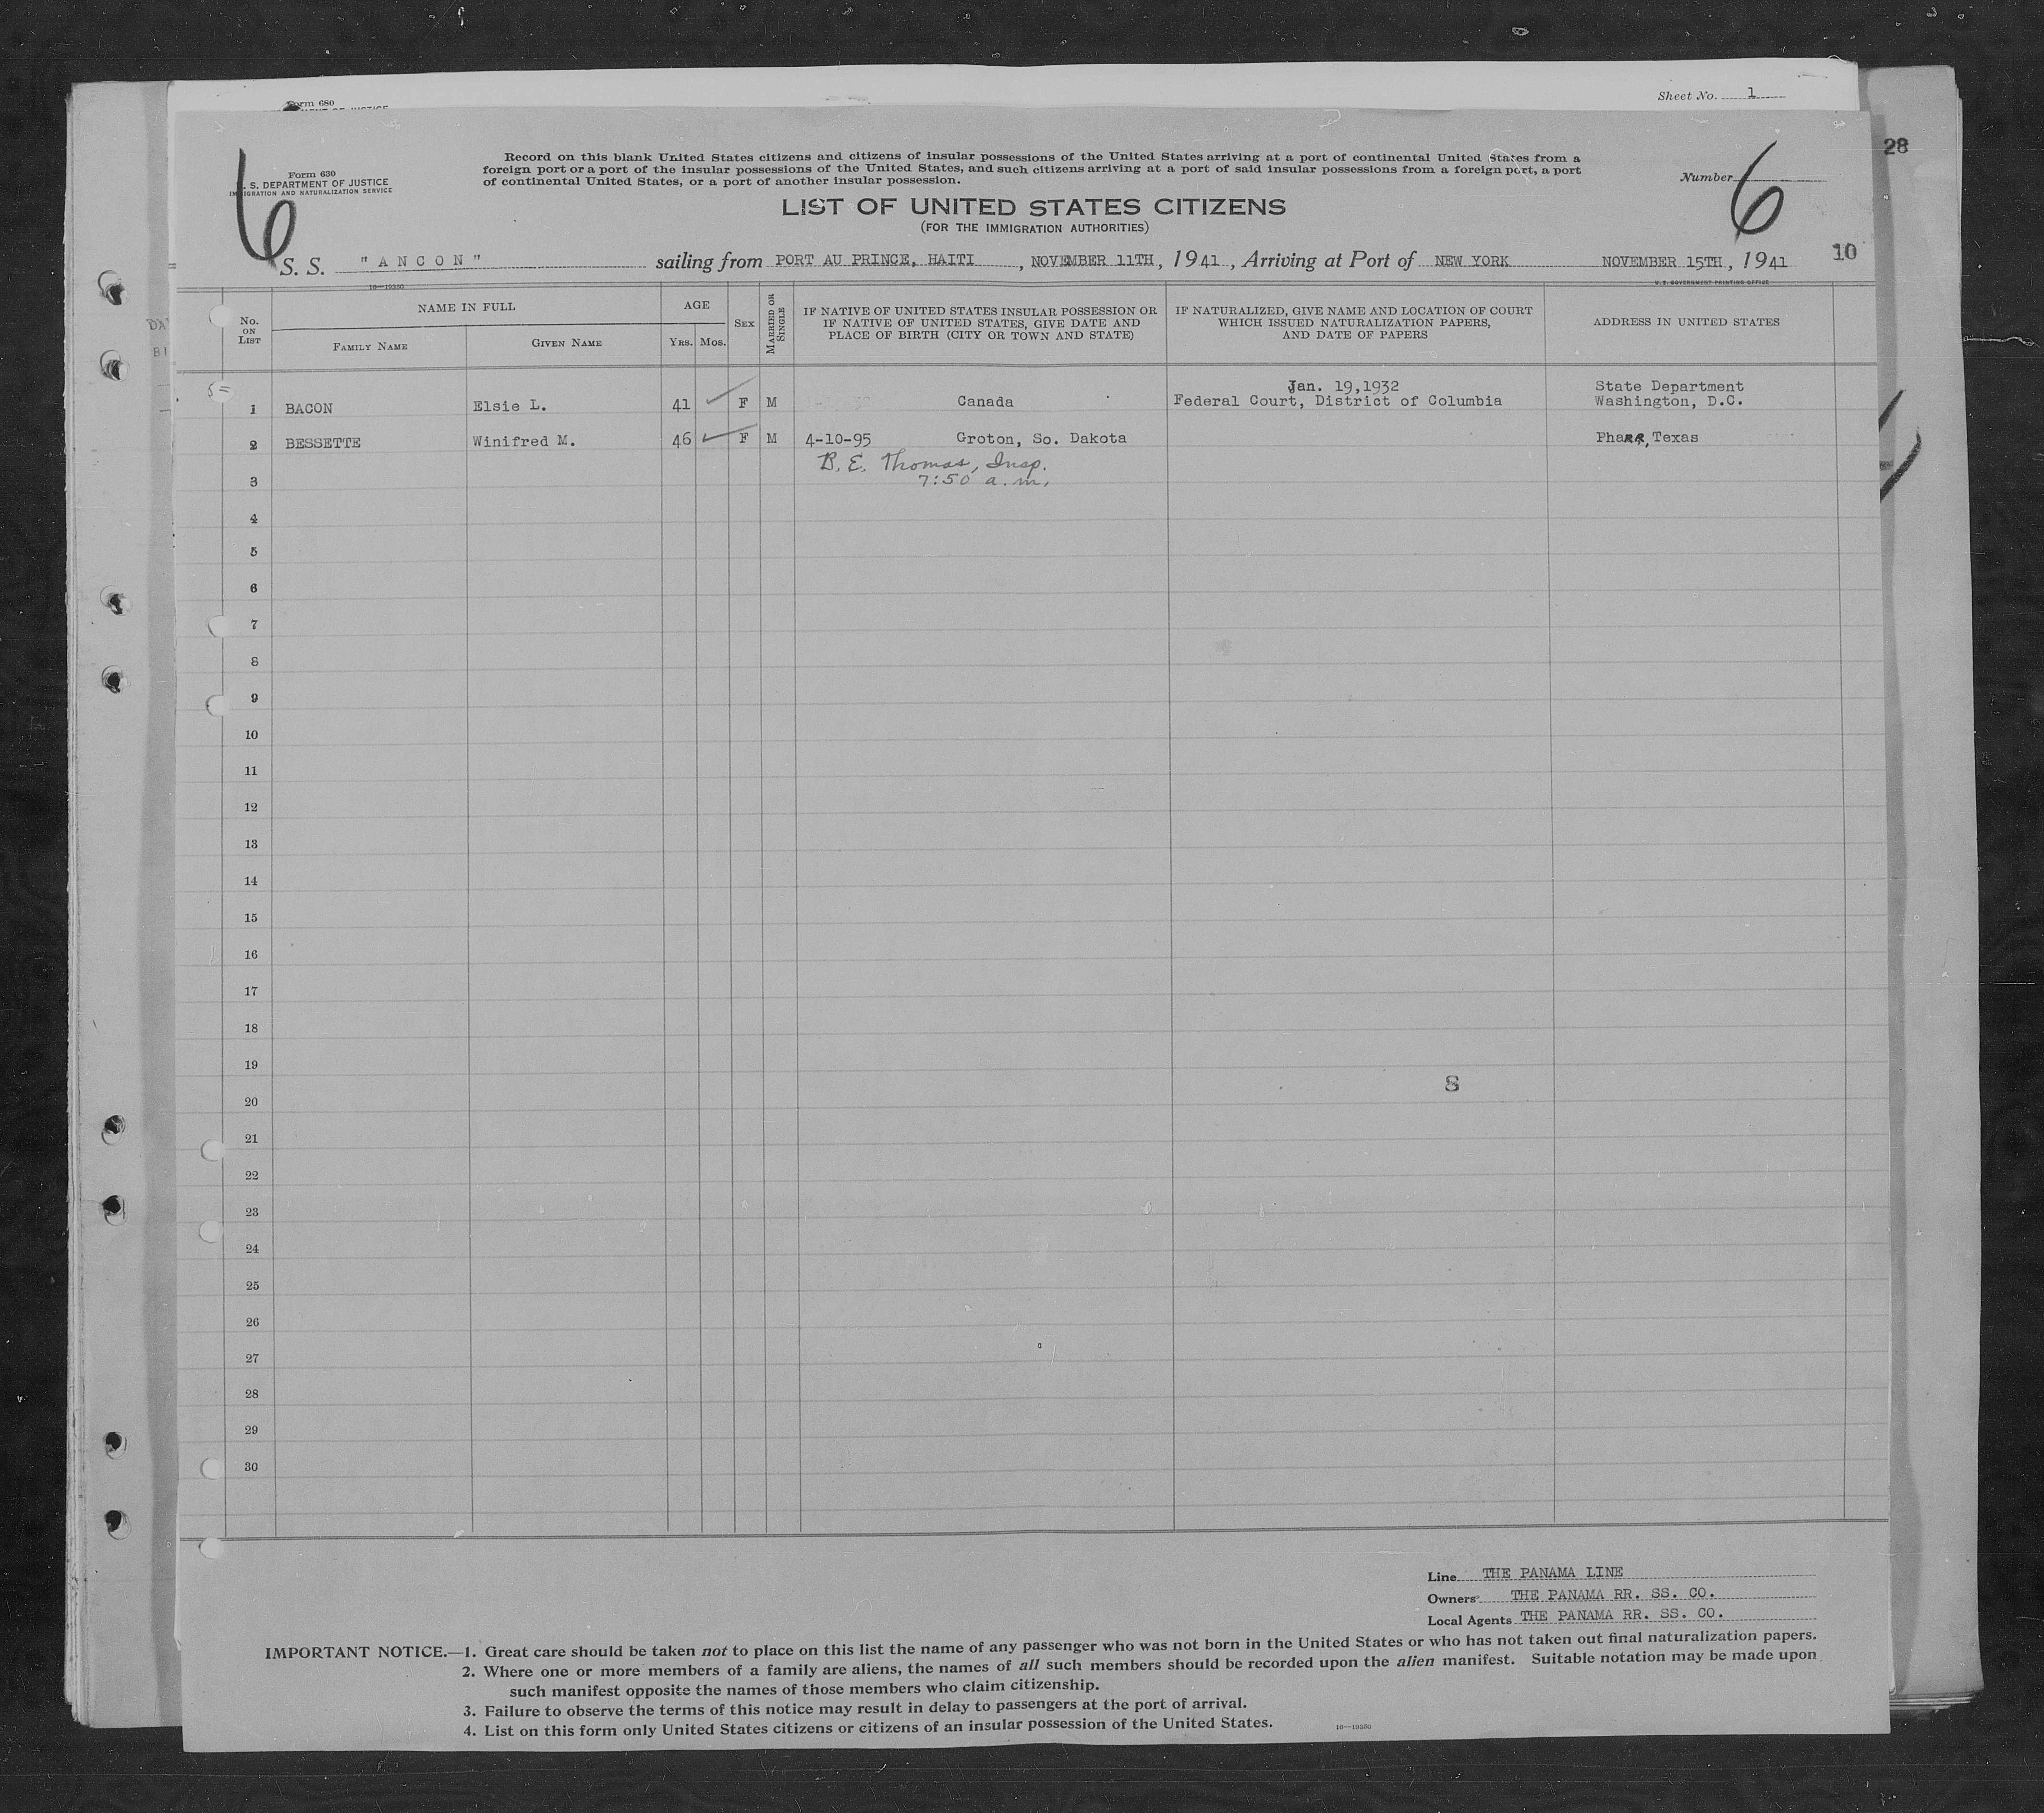 Form 680
Sheet No. 1
28
6
Form 630
U. S. DEPARTMENT OF JUSTICE
IMMIGRATION AND NATURALIZATION SERVICE
Record on this blank United States citizens and citizens of insular possessions of the United States arriving at a port of continental United States from a
foreign port or a port of the insular possessions of the United States, and such citizens arriving at a port of said insular possessions from a foreign port, a port
of continental United States, or a port of another insular possession.
Number 6
LIST OF UNITED STATES CITIZENS
(FOR THE IMMIGRATION AUTHORITIES)
S. S. "ANCON" sailing from PORT AU PRINCE, HAITI, NOVEMBER 11TH, 1941, Arriving at Port of NEW YORK NOVEMBER 15TH, 1941
10
16—19350
U. S. GOVERNMENT PRINTING OFFICE
No. ON LIST
NAME IN FULL
FAMILY NAME
GIVEN NAME
AGE
YRS.
MOS.
SEX
MARRIED OR SINGLE
IF NATIVE OF UNITED STATES INSULAR POSSESSION OR
IF NATIVE OF UNITED STATES, GIVE DATE AND
PLACE OF BIRTH (CITY OR TOWN AND STATE)
IF NATURALIZED, GIVE NAME AND LOCATION OF COURT
WHICH ISSUED NATURALIZATION PAPERS,
AND DATE OF PAPERS
ADDRESS IN UNITED STATES
Jan. 19,1932 State Department
1 BACON Elsie L. 41 F M Canada Federal Court, District of Columbia Washington, D.C.
2 BESSETTE Winifred M. 46 F M 4-10-95 Groton, So. Dakota PhaRR, Texas
B. E. Thomas, Insp.
3 7:50 a.m.
4
5
6
7
8
9
10
11
12
13
14
15
16
17
18
19
S
20
21
22
23
24
25
26
27
28
29
30
Line THE PANAMA LINE
Owners THE PANAMA RR. SS. CO.
Local Agents THE PANAMA RR. SS. CO.
IMPORTANT NOTICE.—1. Great care should be taken not to place on this list the name of any passenger who was not born in the United States or who has not taken out final naturalization papers.
2. Where one or more members of a family are aliens, the names of all such members should be recorded upon the alien manifest. Suitable notation may be made upon
such manifest opposite the names of those members who claim citizenship.
3. Failure to observe the terms of this notice may result in delay to passengers at the port of arrival.
4. List on this form only United States citizens or citizens of an insular possession of the United States.
16—19350